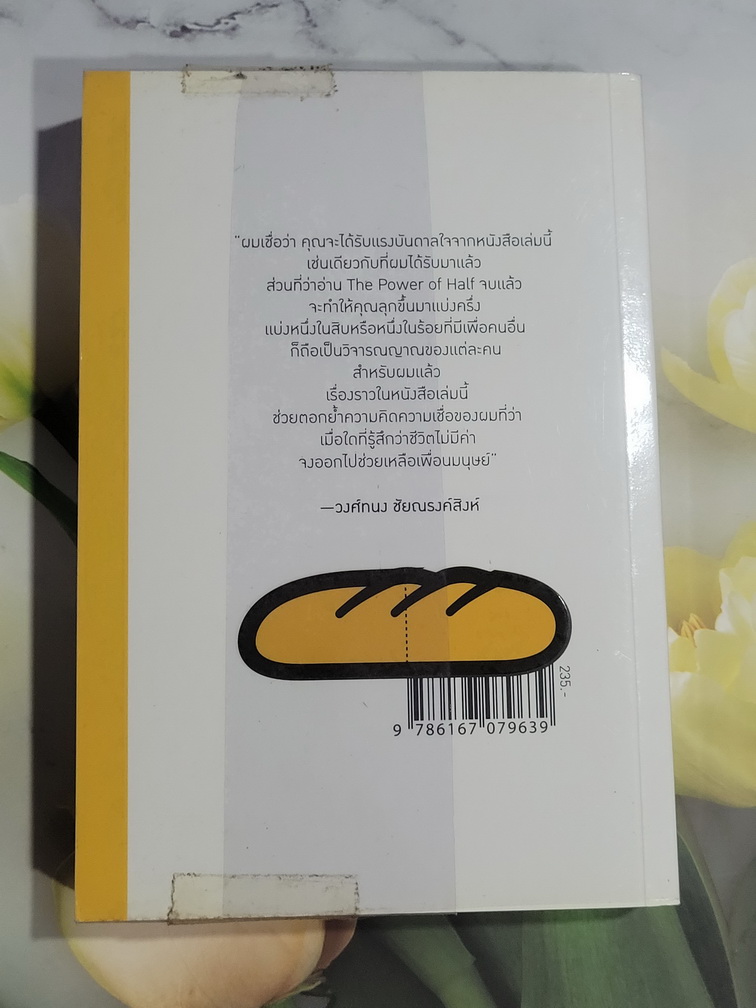 “ผมเชื่อว่า คุณจะได้รับแรงบันดาลใจจากหนังสือเล่มนี้
เช่นเดียวกับที่ผมได้รับมาแล้ว
ส่วนที่ว่าอ่าน The Power of Half จบแล้ว
จะทำให้คุณลุกขึ้นมาแบ่งครึ่ง
แบ่งหนึ่งในสิบหรือหนึ่งในร้อยที่มีเพื่อคนอื่น
ก็ถือเป็นวิจารณญาณของแต่ละคน
สำหรับผมแล้ว
เรื่องราวในหนังสือเล่มนี้
ช่วยตอกย้ำความคิดความเชื่อของผมที่ว่า
เมื่อใดที่รู้สึกว่าชีวิตไม่มีค่า
จงออกไปช่วยเหลือเพื่อนมนุษย์”
—วงศ์ทนง ชัยณรงค์สิงห์
235.-
9 786167 079639